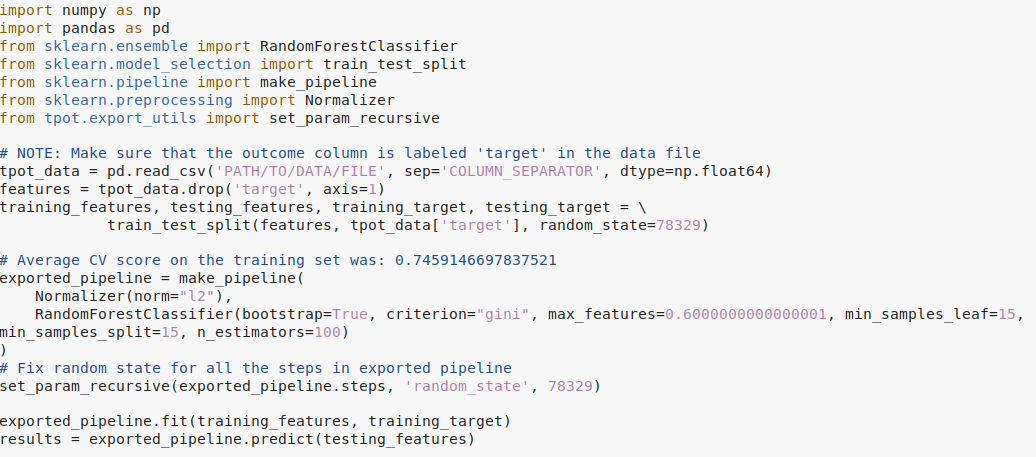 import numpy as np
import pandas as pd
from sklearn.ensemble import RandomForestClassifier
from sklearn.model_selection import train_test_split
from sklearn.pipeline import make_pipeline
from sklearn.preprocessing import Normalizer
from tpot.export_utils import set_param_recursive

# NOTE: Make sure that the outcome column is labeled 'target' in the data file
tpot_data = pd.read_csv('PATH/TO/DATA/FILE', sep='COLUMN_SEPARATOR', dtype=np.float64)
features = tpot_data.drop('target', axis=1)
training_features, testing_features, training_target, testing_target = \
            train_test_split(features, tpot_data['target'], random_state=78329)

# Average CV score on the training set was: 0.7459146697837521
exported_pipeline = make_pipeline(
    Normalizer(norm="l2"),
    RandomForestClassifier(bootstrap=True, criterion="gini", max_features=0.6000000000000001, min_samples_leaf=15,
min_samples_split=15, n_estimators=100)
)
# Fix random state for all the steps in exported pipeline
set_param_recursive(exported_pipeline.steps, 'random_state', 78329)

exported_pipeline.fit(training_features, training_target)
results = exported_pipeline.predict(testing_features)